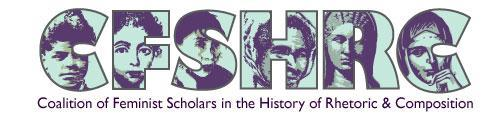 CFSHRC
Coalition of Feminist Scholars in the History of Rhetoric & Composition